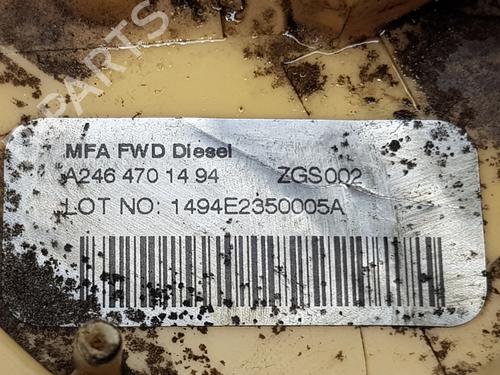 MFA FWD Diesel
A246 470 14 94 ZGS002
LOT NO: 1494E2350005A
PARTS